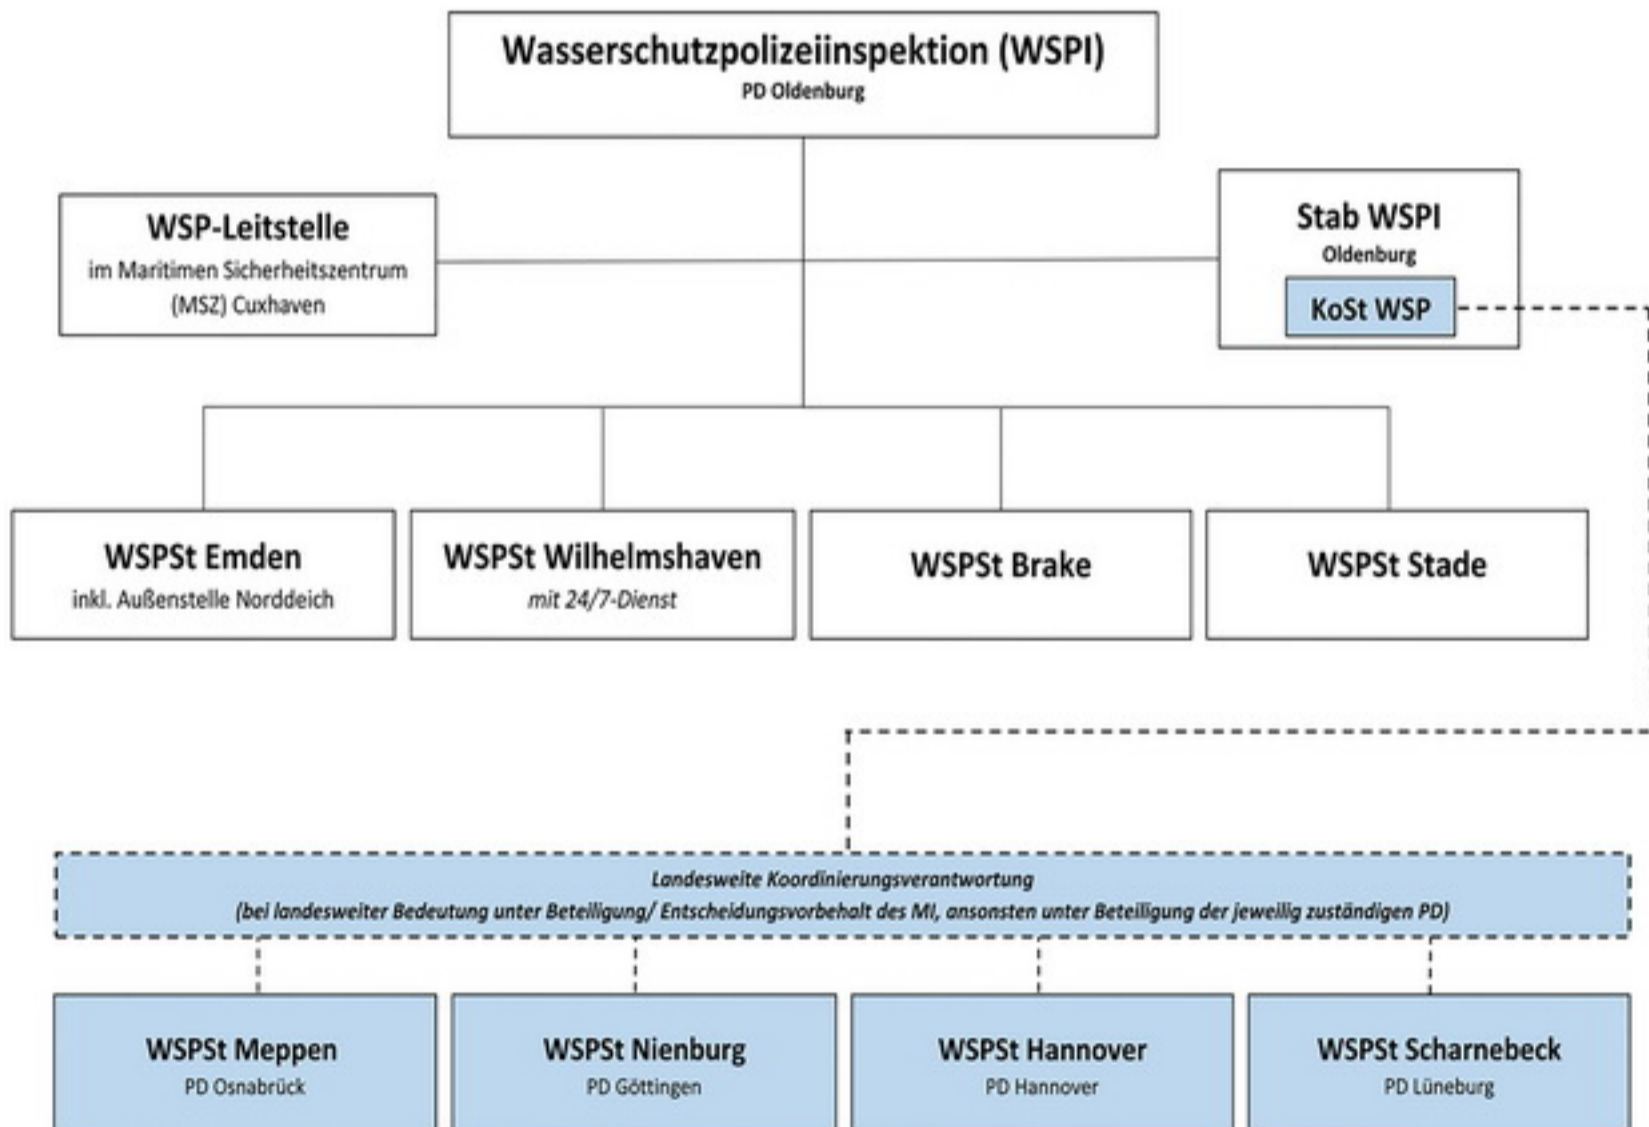 Wasserschutzpolizeiinspektion (WSPI)
PD Oldenburg
WSP-Leitstelle
im Maritimen Sicherheitszentrum
(MSZ) Cuxhaven
Stab WSPI
Oldenburg
KoSt WSP
WSPSt Emden
inkl. Außenstelle Norddeich
WSPSt Wilhelmshaven
mit 24/7-Dienst
WSPSt Brake
WSPSt Stade
Landesweite Koordinierungsverantwortung
(bei landesweiter Bedeutung unter Beteiligung/ Entscheidungsvorbehalt des MI, ansonsten unter Beteiligung der jeweilig zuständigen PD)
WSPSt Meppen
PD Osnabrück
WSPSt Nienburg
PD Göttingen
WSPSt Hannover
PD Hannover
WSPSt Scharnebeck
PD Lüneburg